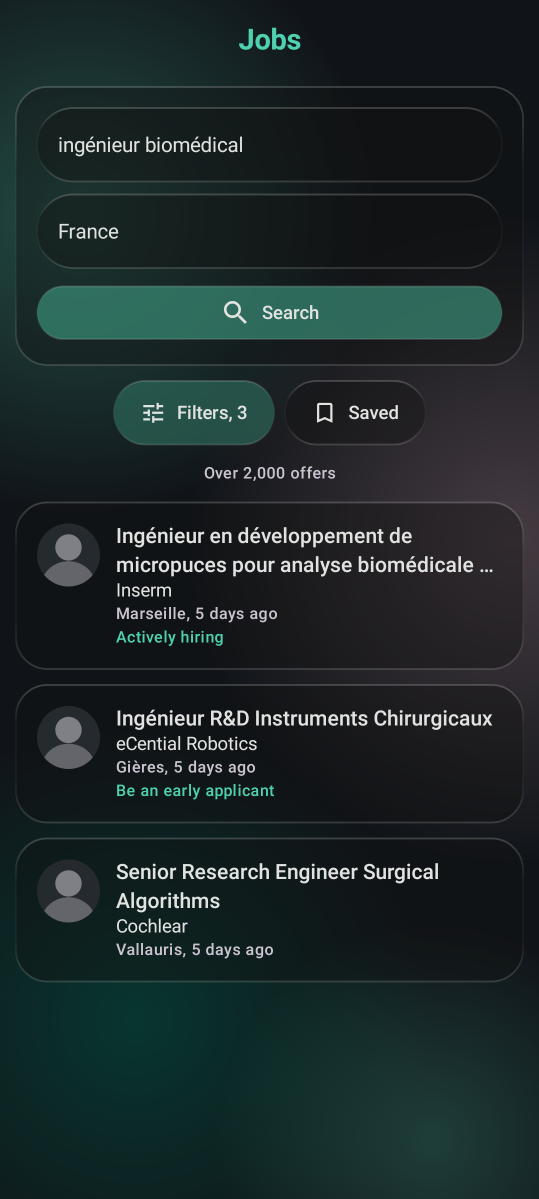 Jobs
ingénieur biomédical
France
Search
Filters, 3
Saved
Over 2,000 offers
Ingénieur en développement de
micropuces pour analyse biomédicale …
Inserm
Marseille, 5 days ago
Actively hiring
Ingénieur R&D Instruments Chirurgicaux
eCential Robotics
Gières, 5 days ago
Be an early applicant
Senior Research Engineer Surgical
Algorithms
Cochlear
Vallauris, 5 days ago